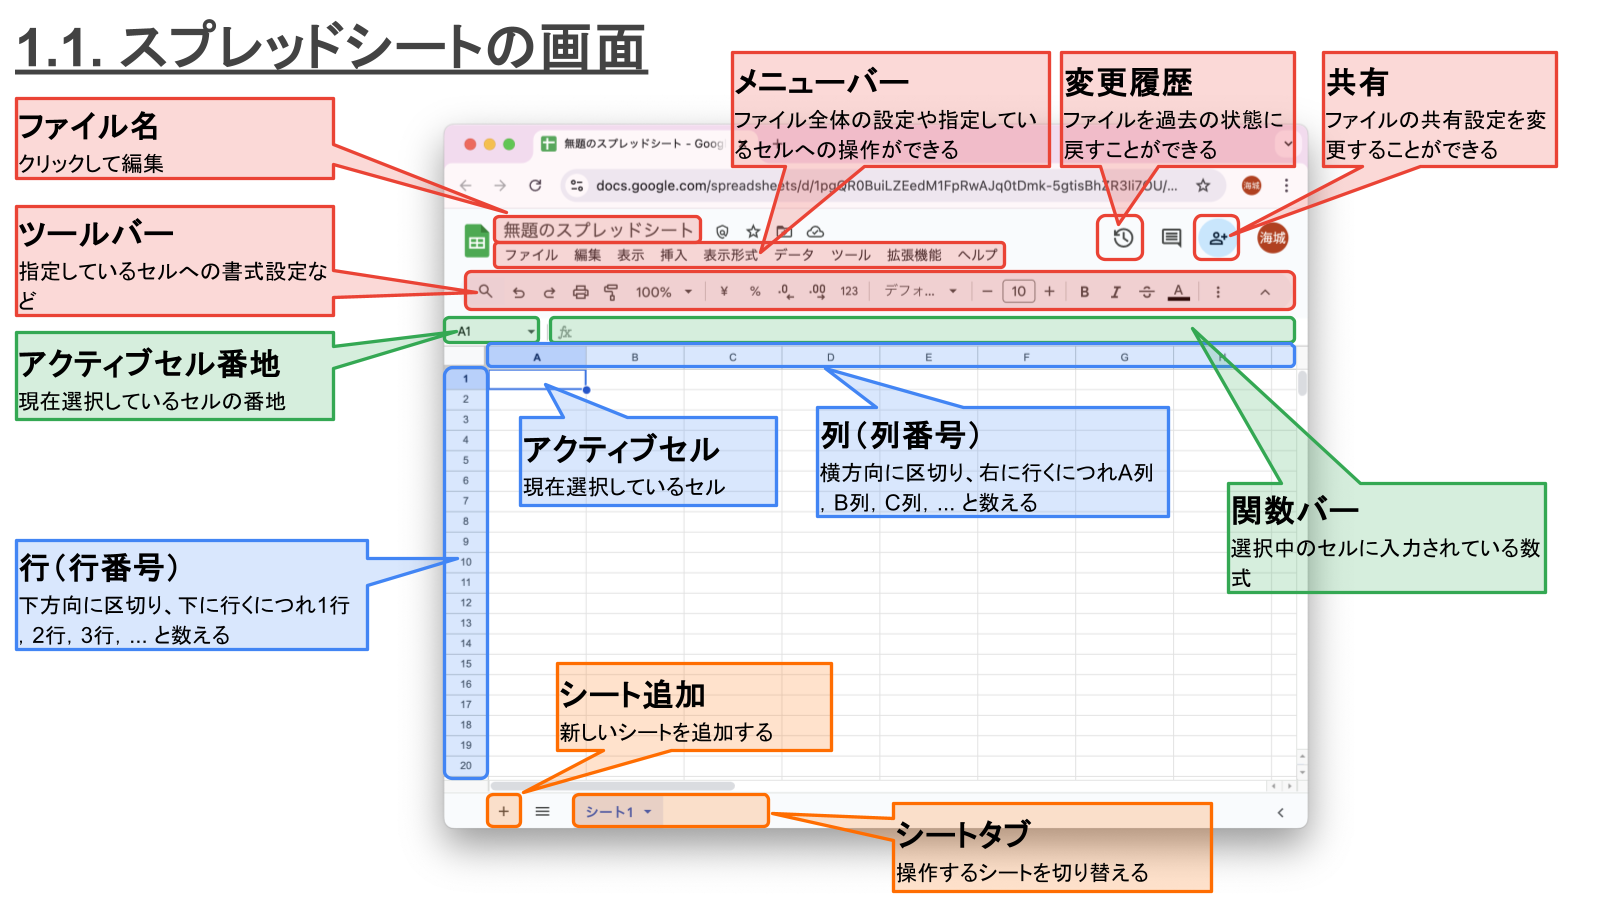 1.1. スプレッドシートの画面
メニューバー
ファイル全体の設定や指定してい
るセルへの操作ができる
変更履歴
ファイルを過去の状態に
戻すことができる
共有
ファイルの共有設定を変
更することができる
ファイル名
クリックして編集
ツールバー
指定しているセルへの書式設定な
ど
アクティブセル番地
現在選択しているセルの番地
無題のスプレッドシート - Goog
docs.google.com/spreadsheets/d/1pgQR0BuiLZEedM1FpRwAJq0tDmk-5gtisBhZR3Ii7OU/...
海城
無題のスプレッドシート
海城
ファイル 編集 表示 挿入 表示形式 データ ツール 拡張機能 ヘルプ
100% ¥ % .0 .00 123 デフォ... − 10 + B I S A
A1 fx
A B C D E F G H
1
2
3
4
5
6
7
8
9
10
11
12
13
14
15
16
17
18
19
20
アクティブセル
現在選択しているセル
列（列番号）
横方向に区切り、右に行くにつれA列
, B列, C列, ... と数える
関数バー
選択中のセルに入力されている数
式
行（行番号）
下方向に区切り、下に行くにつれ1行
, 2行, 3行, ... と数える
シート追加
新しいシートを追加する
+ シート1
シートタブ
操作するシートを切り替える